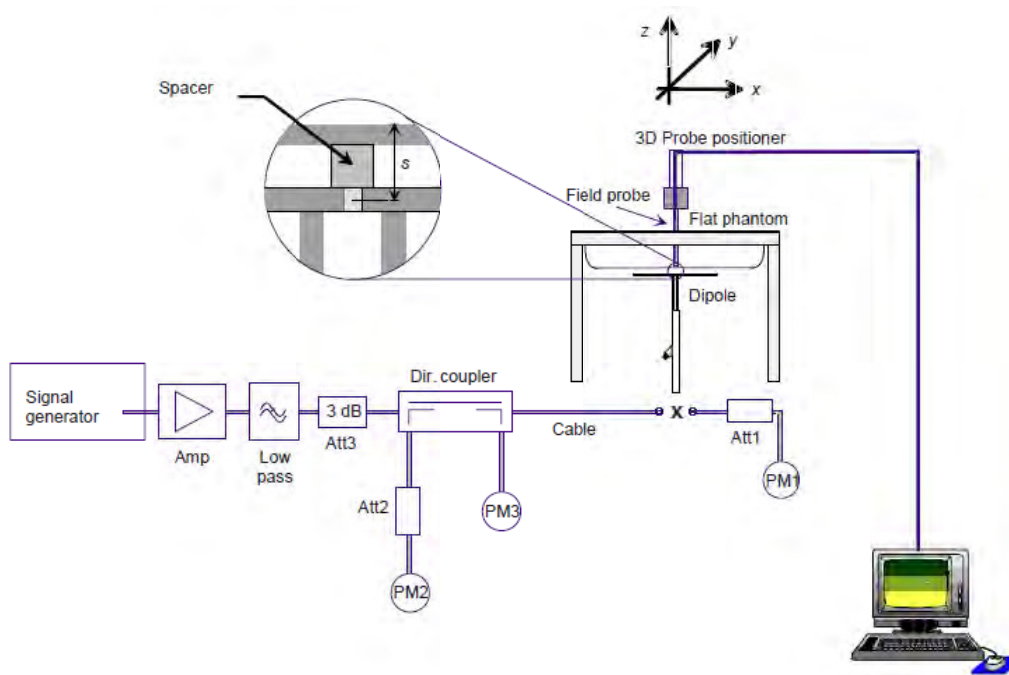 z
y
x
Spacer
s
3D Probe positioner
Field probe
Flat phantom
Dipole
Signal
generator
Amp
Low
pass
3 dB
Att3
Dir. coupler
Cable
X
Att1
PM1
Att2
PM3
PM2